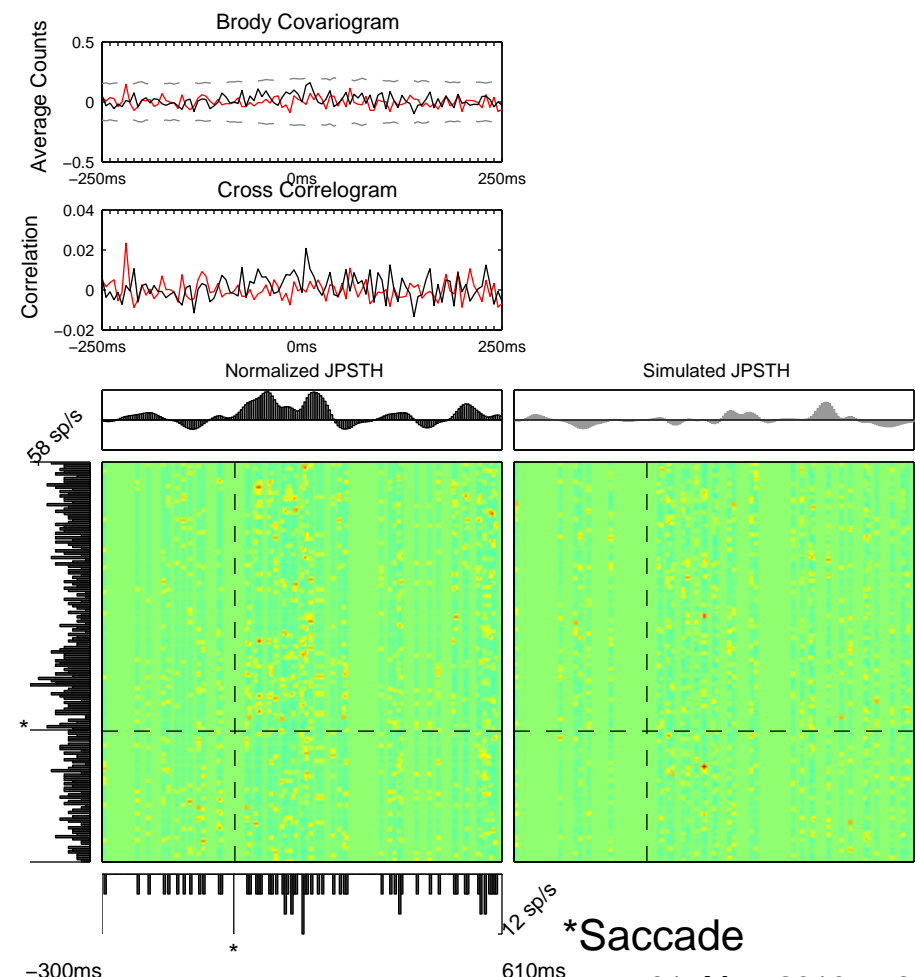 Brody Covariogram
Average Counts
0.5
0
−0.5
−250ms
0ms
250ms
Cross Correlogram
Correlation
0.04
0.02
0
−0.02
−250ms
0ms
250ms
Normalized JPSTH
Simulated JPSTH
58 sp/s
*
12 sp/s
*
*Saccade
−300ms
610ms